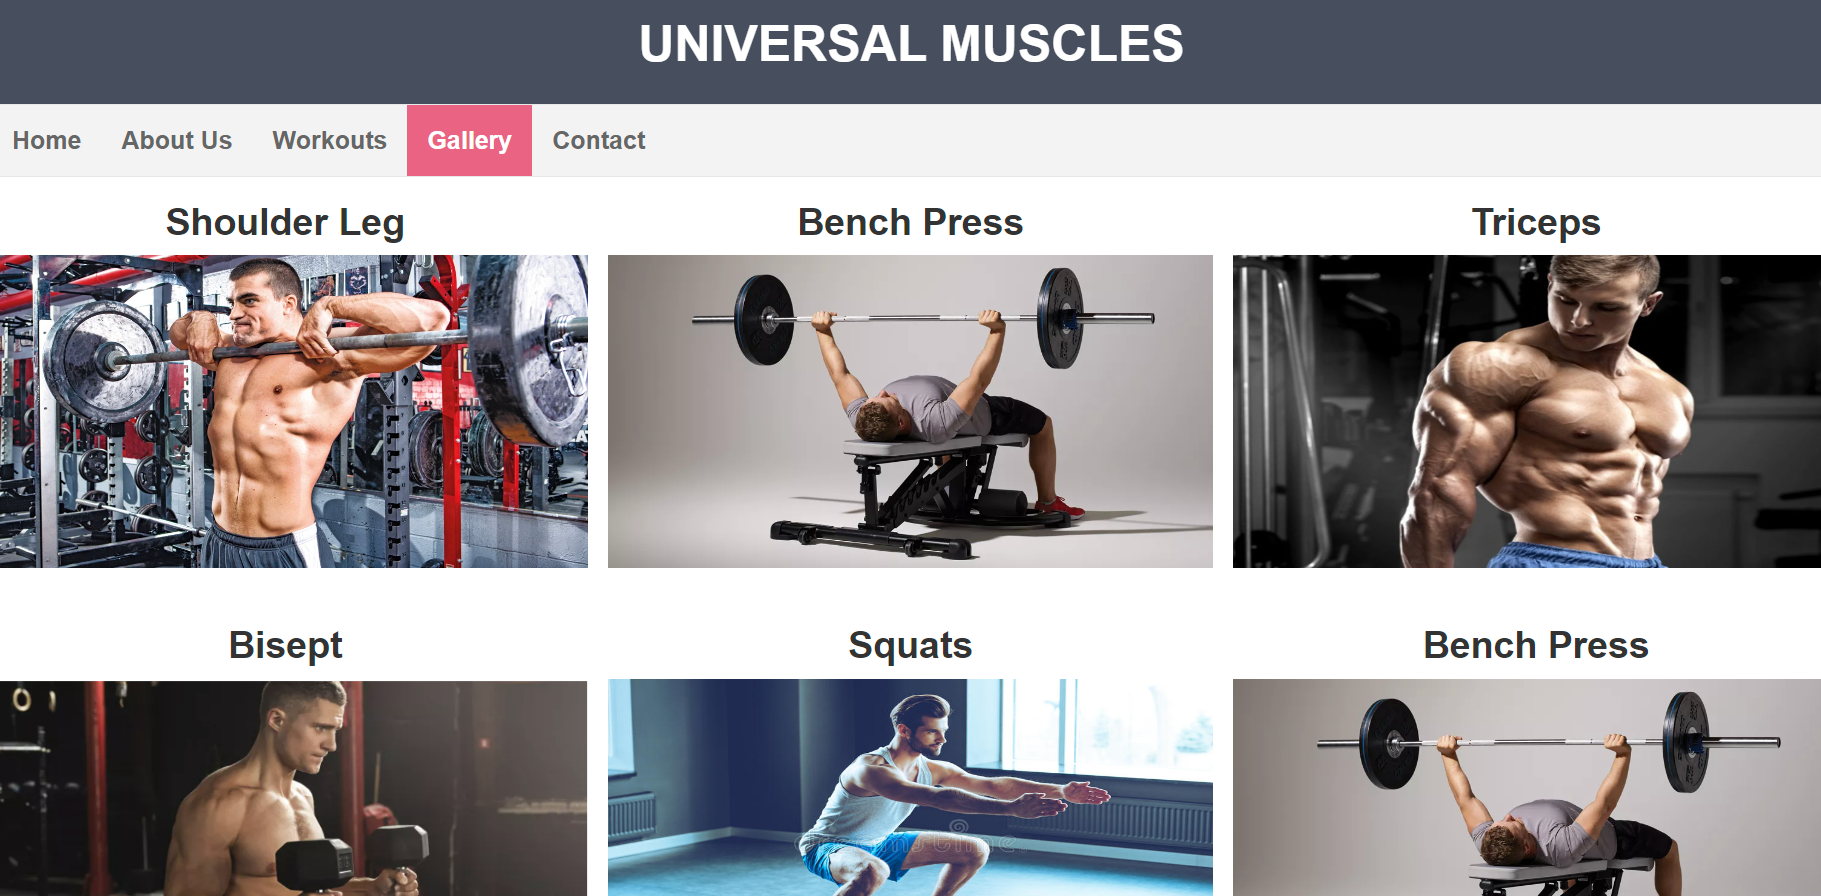 UNIVERSAL MUSCLES
Home About Us Workouts Gallery Contact
Shoulder Leg Bench Press Triceps
Bisept Squats Bench Press